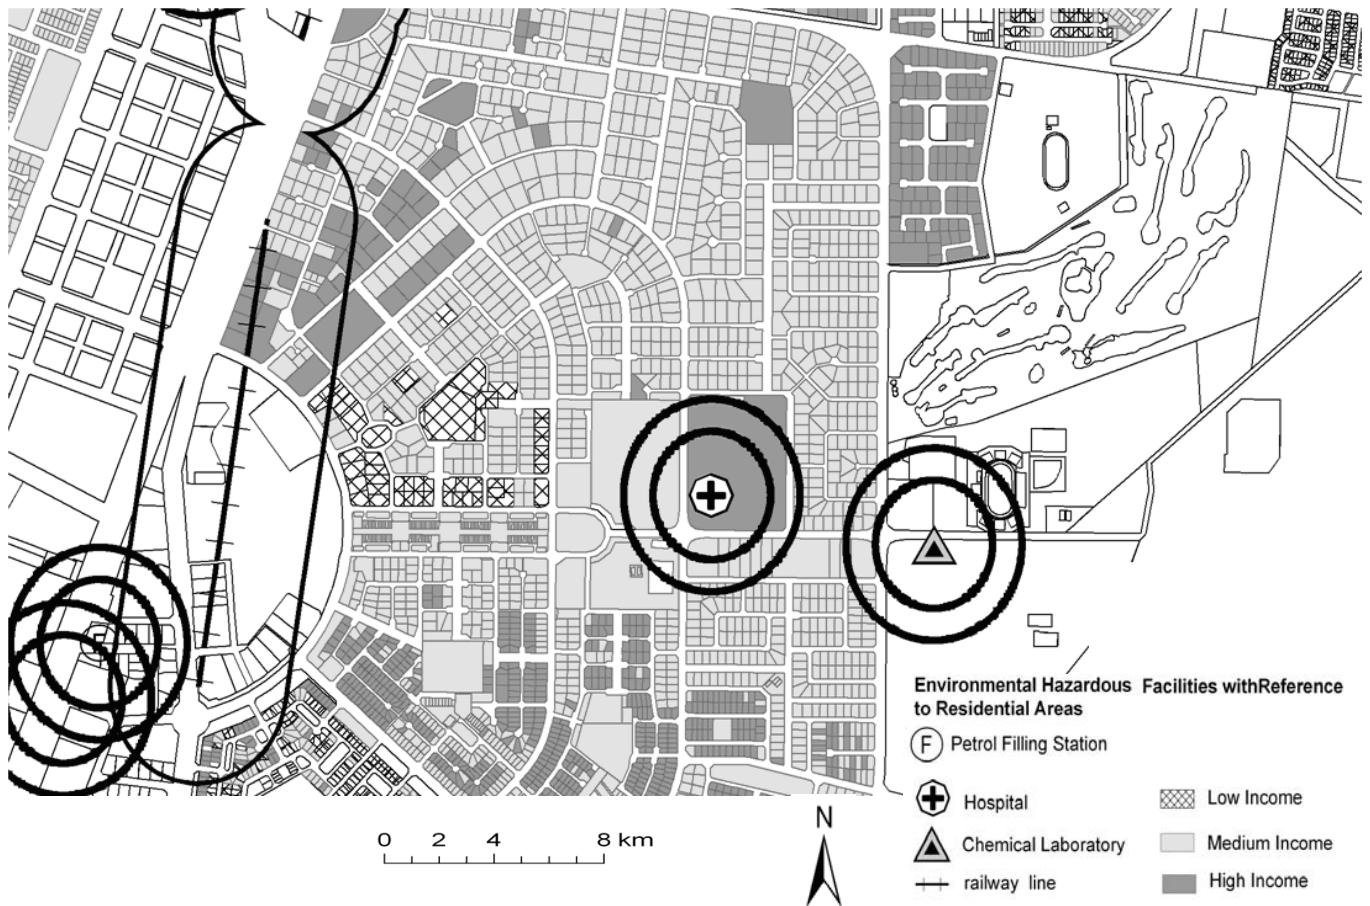 Environmental Hazardous Facilities withReference
to Residential Areas
F Petrol Filling Station
Hospital
Low Income
Chemical Laboratory
Medium Income
railway line
High Income
0 2 4 8 km
N